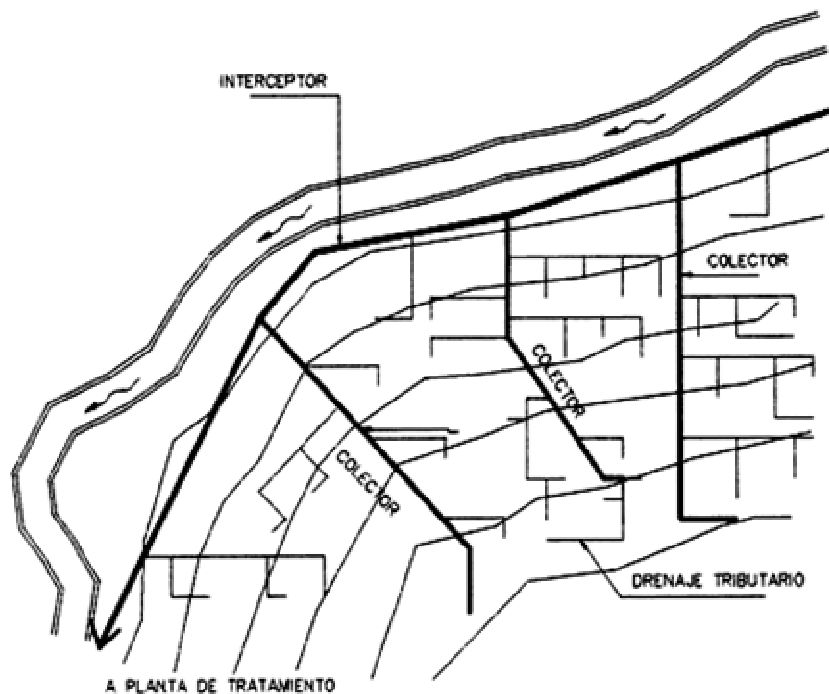 INTERCEPTOR
COLECTOR
COLECTOR
COLECTOR
DRENAJE TRIBUTARIO
A PLANTA DE TRATAMIENTO